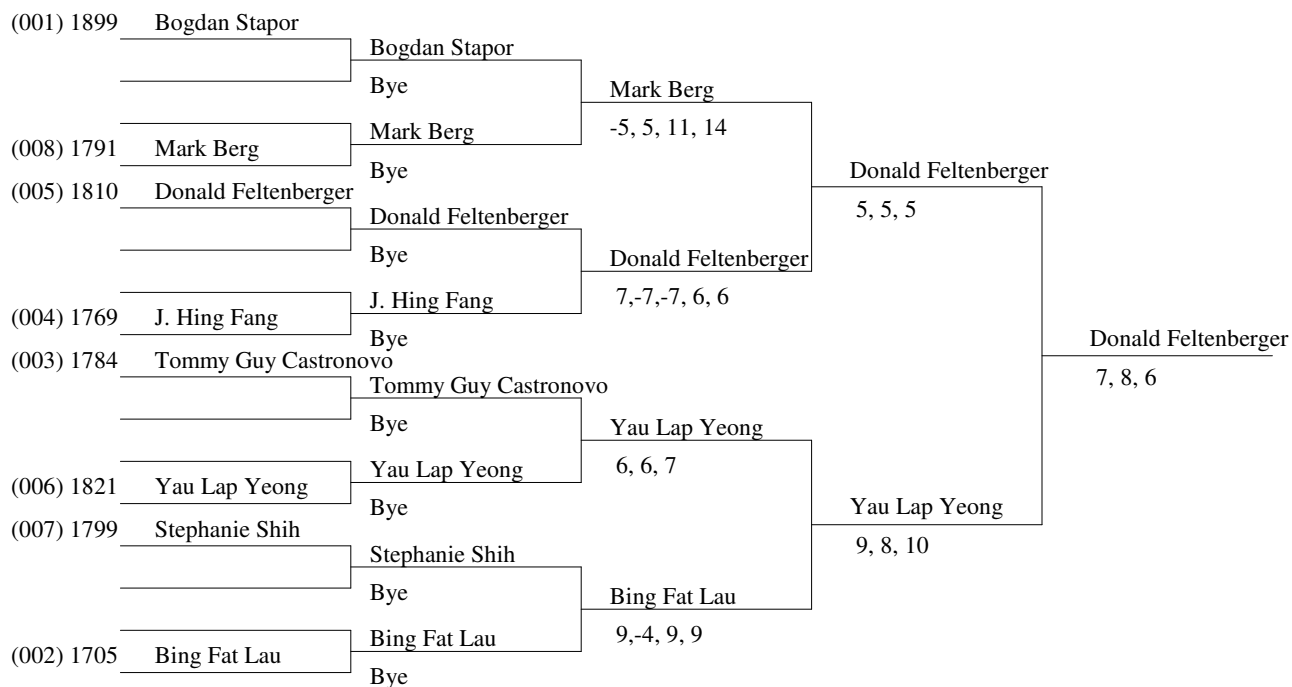 (001) 1899 Bogdan Stapor
Bogdan Stapor
Bye
Mark Berg
-5, 5, 11, 14
(008) 1791 Mark Berg
Mark Berg
Bye
Donald Feltenberger
5, 5, 5
(005) 1810 Donald Feltenberger
Donald Feltenberger
Bye
Donald Feltenberger
7,-7,-7, 6, 6
(004) 1769 J. Hing Fang
J. Hing Fang
Bye
Donald Feltenberger
7, 8, 6
(003) 1784 Tommy Guy Castronovo
Tommy Guy Castronovo
Bye
Yau Lap Yeong
6, 6, 7
(006) 1821 Yau Lap Yeong
Yau Lap Yeong
Bye
Yau Lap Yeong
9, 8, 10
(007) 1799 Stephanie Shih
Stephanie Shih
Bye
Bing Fat Lau
9,-4, 9, 9
(002) 1705 Bing Fat Lau
Bing Fat Lau
Bye